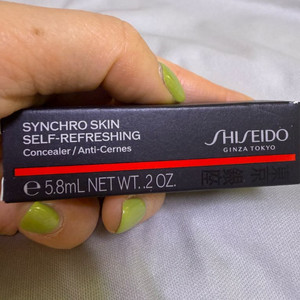 SYNCHRO SKIN
SELF-REFRESHING
Concealer / Anti-Cernes
SHISEIDO
GINZA TOKYO
℮ 5.8mL NET WT. .2 OZ.